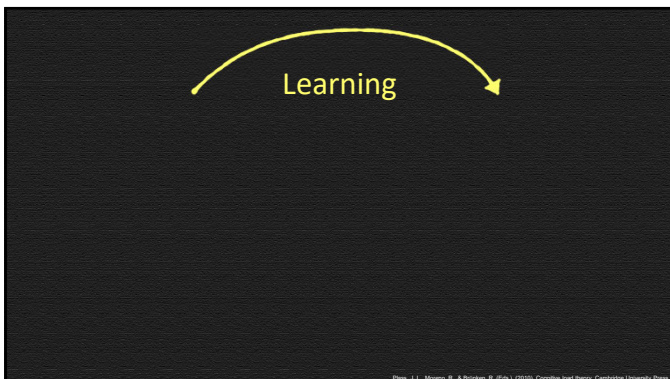 Learning
Plass, J. L., Moreno, R., & Brünken, R. (Eds.). (2010). Cognitive load theory. Cambridge University Press.